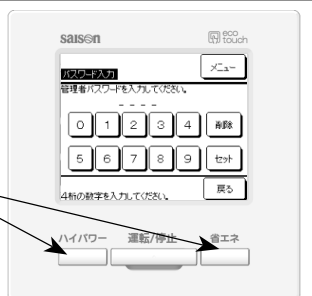 saison eco touch
パスワード入力 メニュー
管理者パスワードを入力してください。
- - - -
0 1 2 3 4 削除
5 6 7 8 9 セット
4桁の数字を入力してください。 戻る
ハイパワー 運転/停止 省エネ